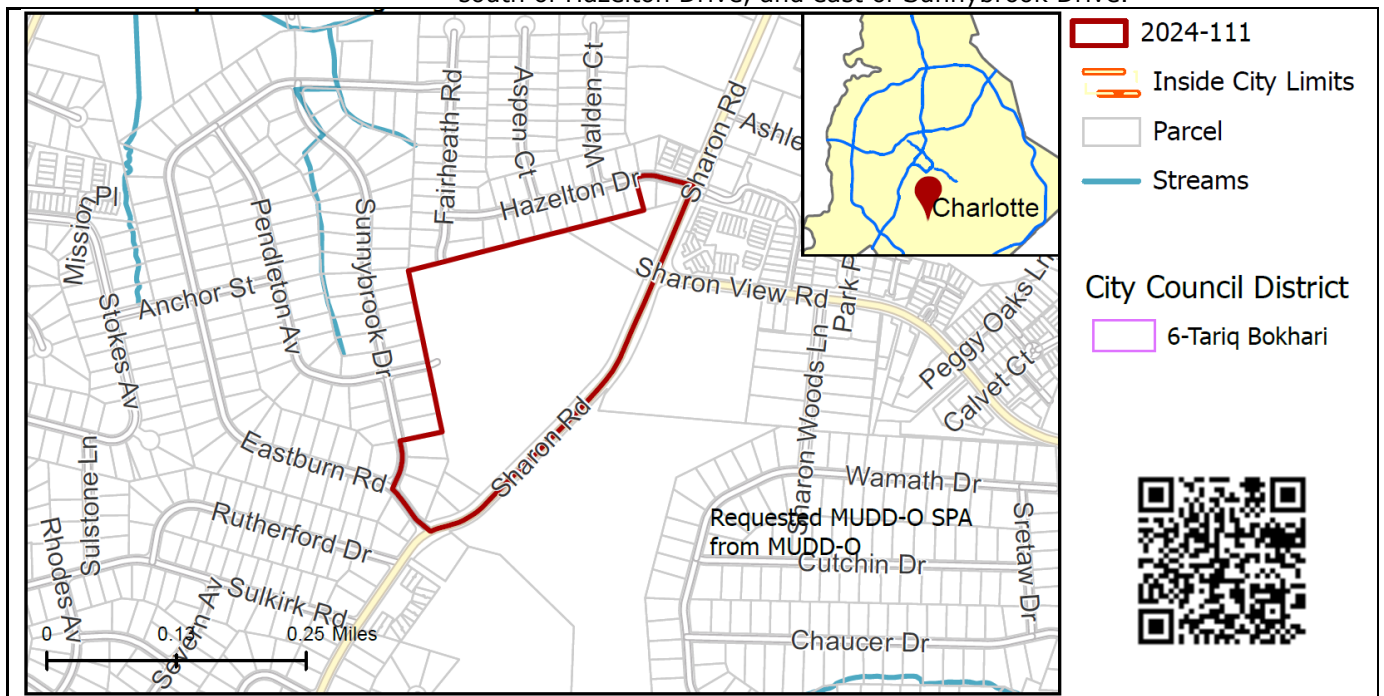 south of Hazelton Drive, and east of Sunnybrook Drive.
Fairheath Rd
Aspen Ct
Walden Ct
Sharon Rd
Ashle
Charlotte
Hazelton Dr
Pl
Mission
Pendleton Av
Sunnybrook Dr
Anchor St
Stokes Av
Sharon View Rd
Park P
Peggy Oaks Ln
Calvet Ct
Sharon Woods Ln
Sharon Rd
Eastburn Rd
Sulstone Ln
Rutherford Dr
Rhodes Av
Sulkirk Rd
Severn Av
Wamath Dr
Requested MUDD-O SPA
from MUDD-O
Cutchin Dr
Sretaw Dr
Chaucer Dr
0 0.13 0.25 Miles
2024-111
Inside City Limits
Parcel
Streams
City Council District
6-Tariq Bokhari